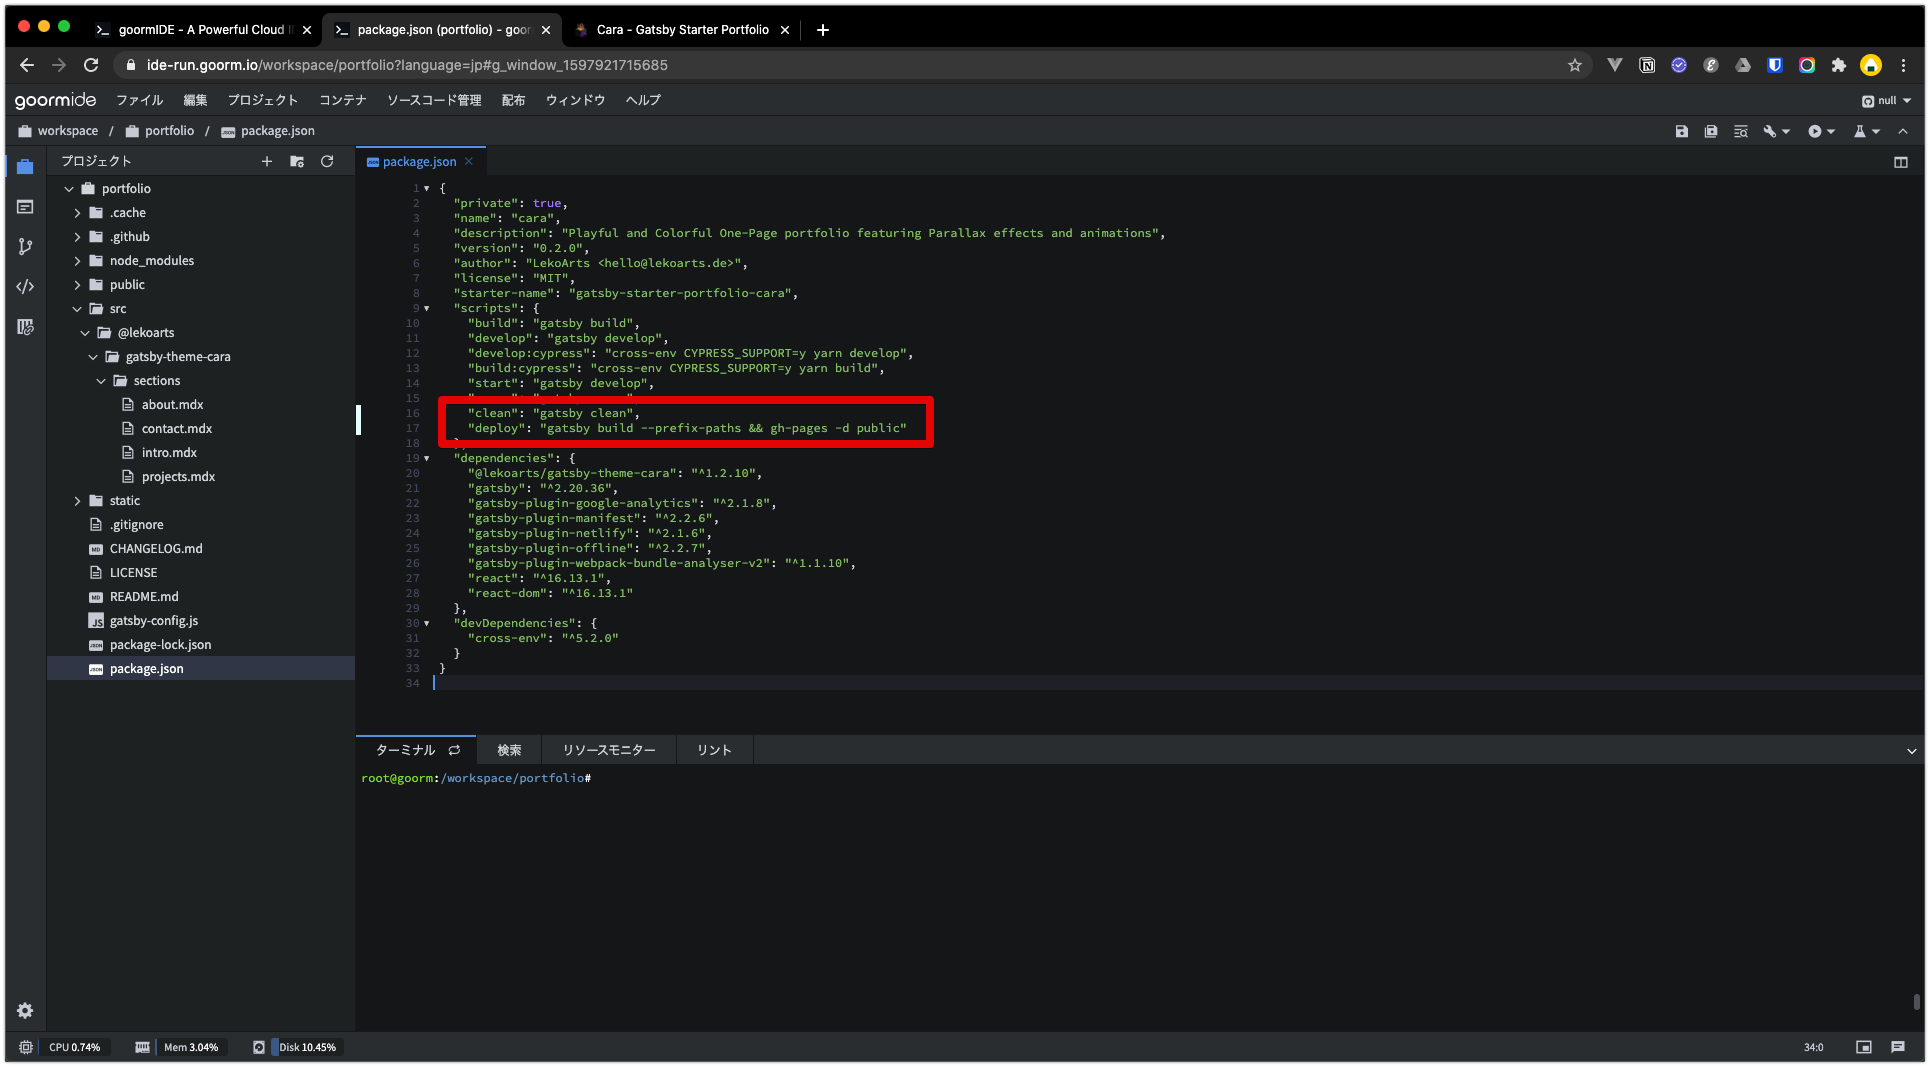 goormIDE - A Powerful Cloud I
package.json (portfolio) - goor
Cara - Gatsby Starter Portfolio
ide-run.goorm.io/workspace/portfolio?language=jp#g_window_1597921715685
goormide ファイル 編集 プロジェクト コンテナ ソースコード管理 配布 ウィンドウ ヘルプ null
workspace / portfolio / package.json
プロジェクト
portfolio
.cache
.github
node_modules
public
src
@lekoarts
gatsby-theme-cara
sections
about.mdx
contact.mdx
intro.mdx
projects.mdx
static
.gitignore
CHANGELOG.md
LICENSE
README.md
gatsby-config.js
package-lock.json
package.json
package.json
1 {
2 "private": true,
3 "name": "cara",
4 "description": "Playful and Colorful One-Page portfolio featuring Parallax effects and animations",
5 "version": "0.2.0",
6 "author": "LekoArts <hello@lekoarts.de>",
7 "license": "MIT",
8 "starter-name": "gatsby-starter-portfolio-cara",
9 "scripts": {
10 "build": "gatsby build",
11 "develop": "gatsby develop",
12 "develop:cypress": "cross-env CYPRESS_SUPPORT=y yarn develop",
13 "build:cypress": "cross-env CYPRESS_SUPPORT=y yarn build",
14 "start": "gatsby develop",
15
16 "clean": "gatsby clean",
17 "deploy": "gatsby build --prefix-paths && gh-pages -d public"
18
19 "dependencies": {
20 "@lekoarts/gatsby-theme-cara": "^1.2.10",
21 "gatsby": "^2.20.36",
22 "gatsby-plugin-google-analytics": "^2.1.8",
23 "gatsby-plugin-manifest": "^2.2.6",
24 "gatsby-plugin-netlify": "^2.1.6",
25 "gatsby-plugin-offline": "^2.2.7",
26 "gatsby-plugin-webpack-bundle-analyser-v2": "^1.1.10",
27 "react": "^16.13.1",
28 "react-dom": "^16.13.1"
29 },
30 "devDependencies": {
31 "cross-env": "^5.2.0"
32 }
33 }
34
ターミナル 検索 リソースモニター リント
root@goorm:/workspace/portfolio#
CPU 0.74% Mem 3.04% Disk 10.45% 34:0